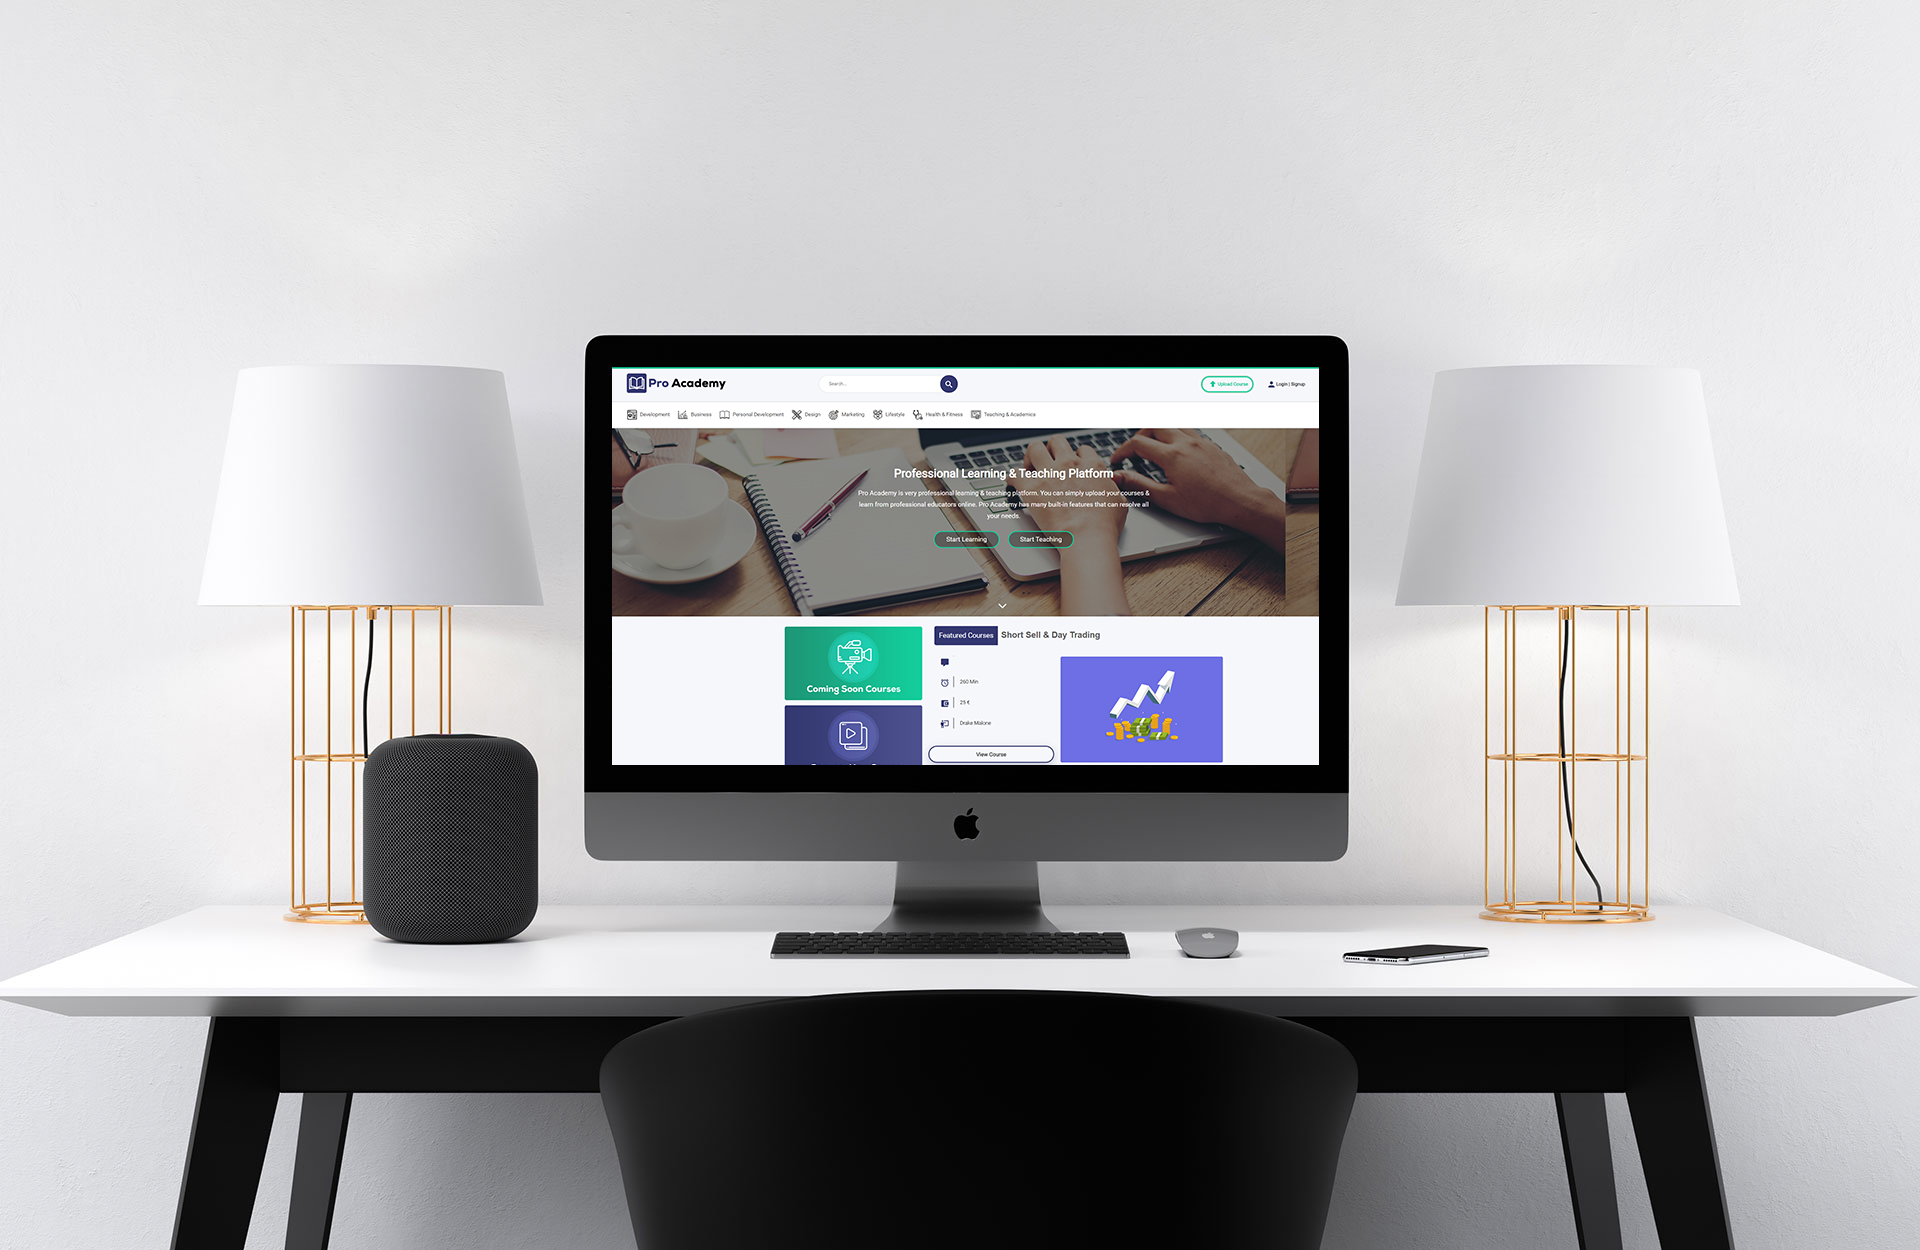 Pro Academy
Search...
Upload Course
Login | Signup
Development Business Personal Development Design Marketing Lifestyle Health & Fitness Teaching & Academics
Professional Learning & Teaching Platform
Pro Academy is very professional learning & teaching platform. You can simply upload your courses &
learn from professional educators online. Pro Academy has many built-in features that can resolve all
your needs.
Start Learning Start Teaching
Coming Soon Courses
Featured Courses Short Sell & Day Trading
260 Min
25 €
Drake Malone
View Course